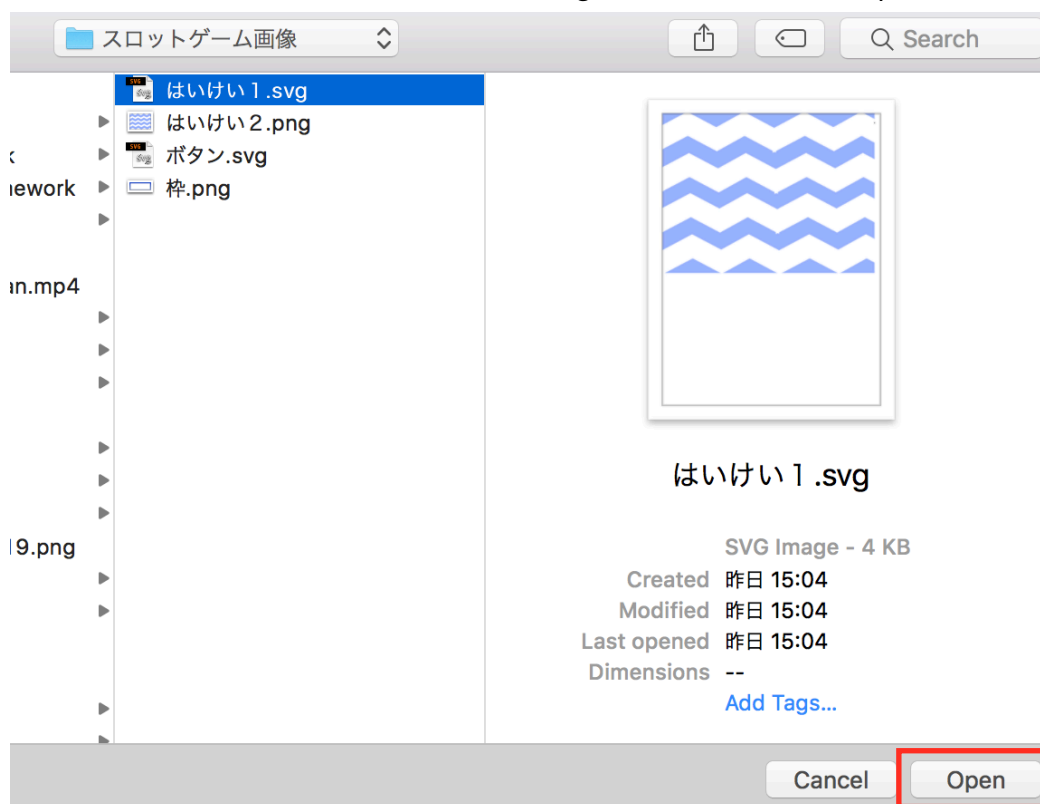 スロットゲーム画像
Search
はいけい１.svg
はいけい２.png
ボタン.svg
ework
枠.png
an.mp4
はいけい１.svg
19.png
SVG Image - 4 KB
Created 昨日 15:04
Modified 昨日 15:04
Last opened 昨日 15:04
Dimensions --
Add Tags...
Cancel
Open